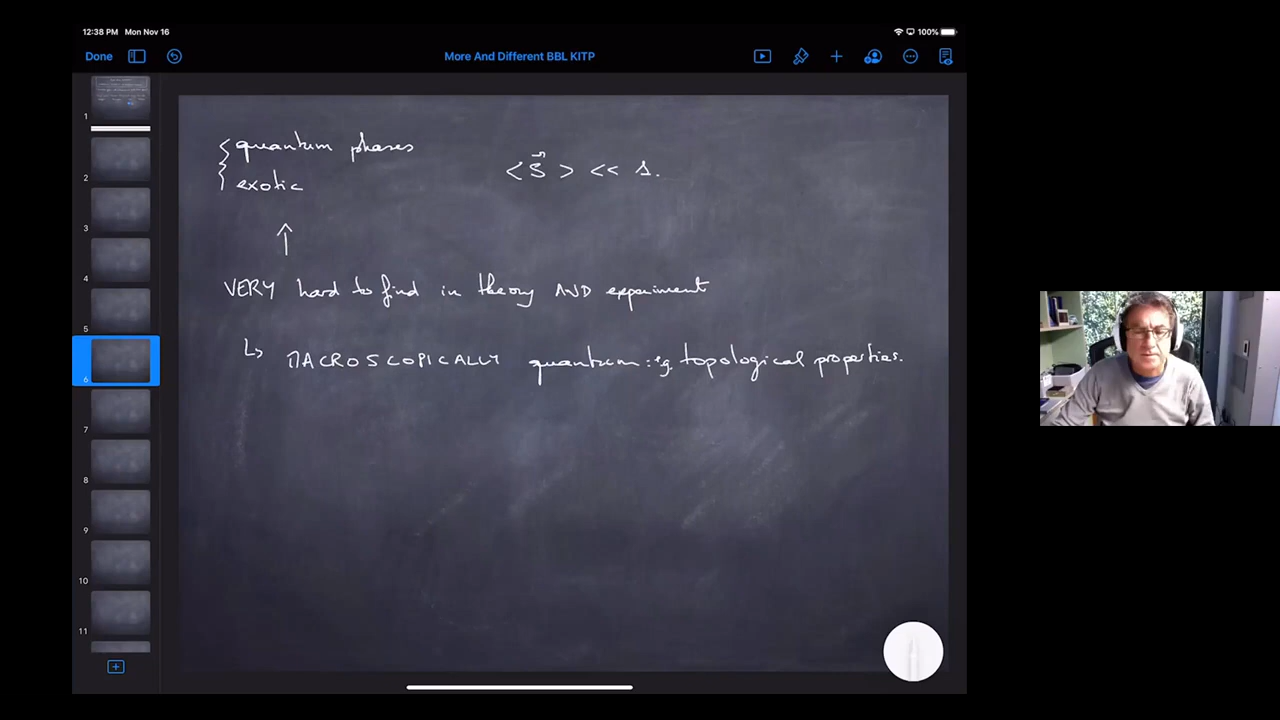 12:38 PM Mon Nov 16
100%
Done
More And Different BBL KITP
1
2
3
4
5
6
7
8
9
10
11
quantum phases
exotic
< S⃗ > << s.
↑
VERY hard to find in theory AND experiment
↳ MACROSCOPICALLY quantum : e.g. topological properties.